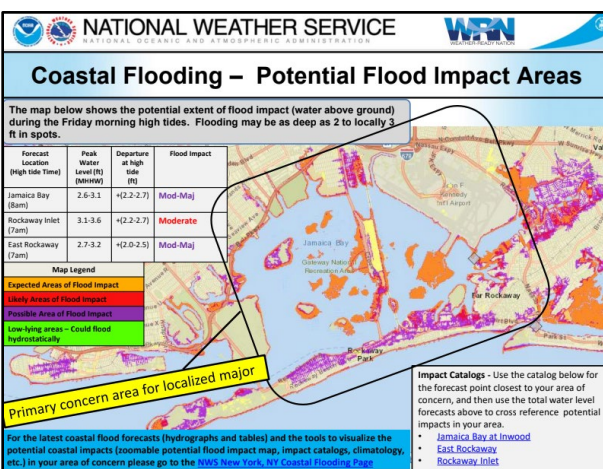 NATIONAL WEATHER SERVICE
NATIONAL OCEANIC AND ATMOSPHERIC ADMINISTRATION
WRN
WEATHER-READY NATION
Coastal Flooding – Potential Flood Impact Areas
The map below shows the potential extent of flood impact (water above ground)
during the Friday morning high tides. Flooding may be as deep as 2 to locally 3
ft in spots.
Forecast Location (High tide Time) Peak Water Level (ft) (MHHW) Departure at high tide (ft) Flood Impact
Jamaica Bay (8am) 2.6-3.1 +(2.2-2.7) Mod-Maj
Rockaway Inlet (7am) 3.1-3.6 +(2.2-2.7) Moderate
East Rockaway (7am) 2.7-3.2 +(2.0-2.5) Mod-Maj
Map Legend
Expected Areas of Flood Impact
Likely Areas of Flood Impact
Possible Area of Flood Impact
Low-lying areas – Could flood
hydrostatically
John F
Kennedy
Int'l Airport
Jamaica Bay
Gateway National
Recreation Area
Far Rockaway
Rockaway
Park
Primary concern area for localized major
Impact Catalogs - Use the catalog below for
the forecast point closest to your area of
concern, and then use the total water level
forecasts above to cross reference potential
impacts in your area.
• Jamaica Bay at Inwood
• East Rockaway
• Rockaway Inlet
For the latest coastal flood forecasts (hydrographs and tables) and the tools to visualize the
potential coastal impacts (zoomable potential flood impact map, impact catalogs, climatology,
etc.) in your area of concern please go to the NWS New York, NY Coastal Flooding Page